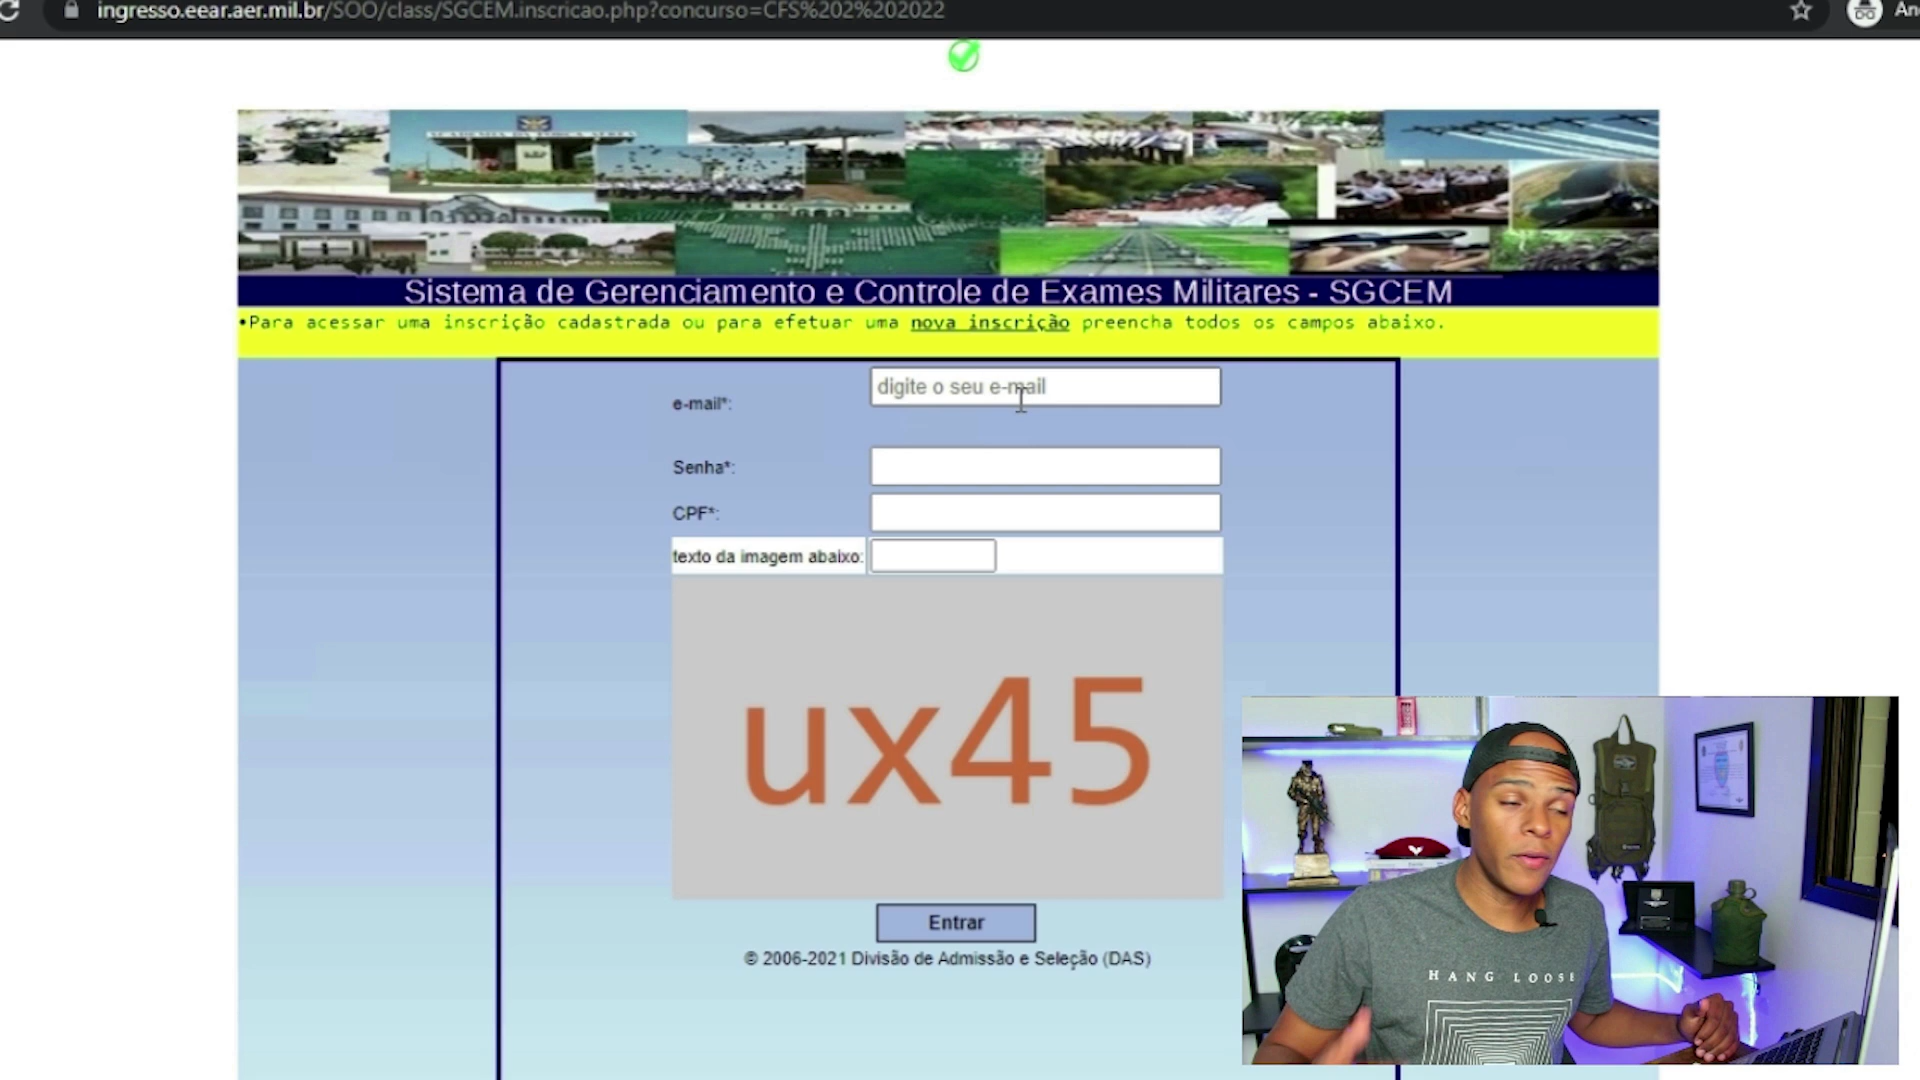 ingresso.eear.aer.mil.br/SOO/class/SGCEM.inscricao.php?concurso=CFS%202%202022
Sistema de Gerenciamento e Controle de Exames Militares - SGCEM
•Para acessar uma inscrição cadastrada ou para efetuar uma nova inscrição preencha todos os campos abaixo.
e-mail*: digite o seu e-mail
Senha*:
CPF*:
texto da imagem abaixo:
ux45
Entrar
© 2006-2021 Divisão de Admissão e Seleção (DAS)
HANG LOOSE